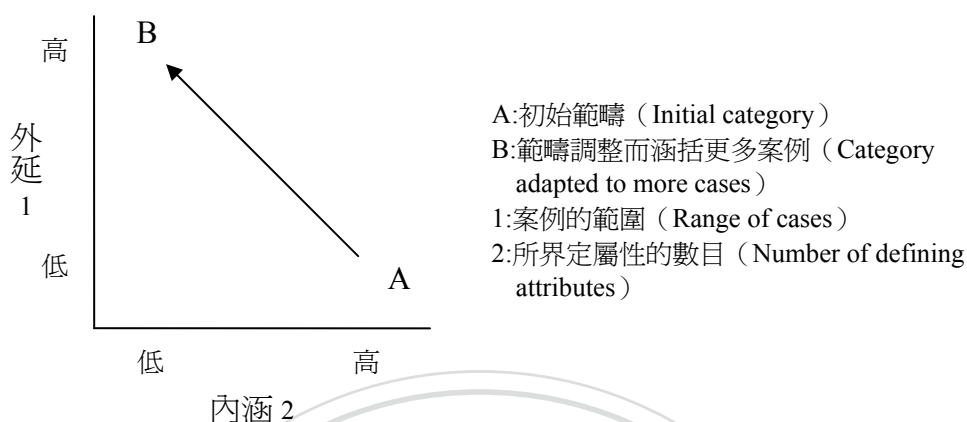 B
高
外延
1
低
A
低 高
內涵 2
A:初始範疇（Initial category）
B:範疇調整而涵括更多案例（Category
adapted to more cases）
1:案例的範圍（Range of cases）
2:所界定屬性的數目（Number of defining
attributes）